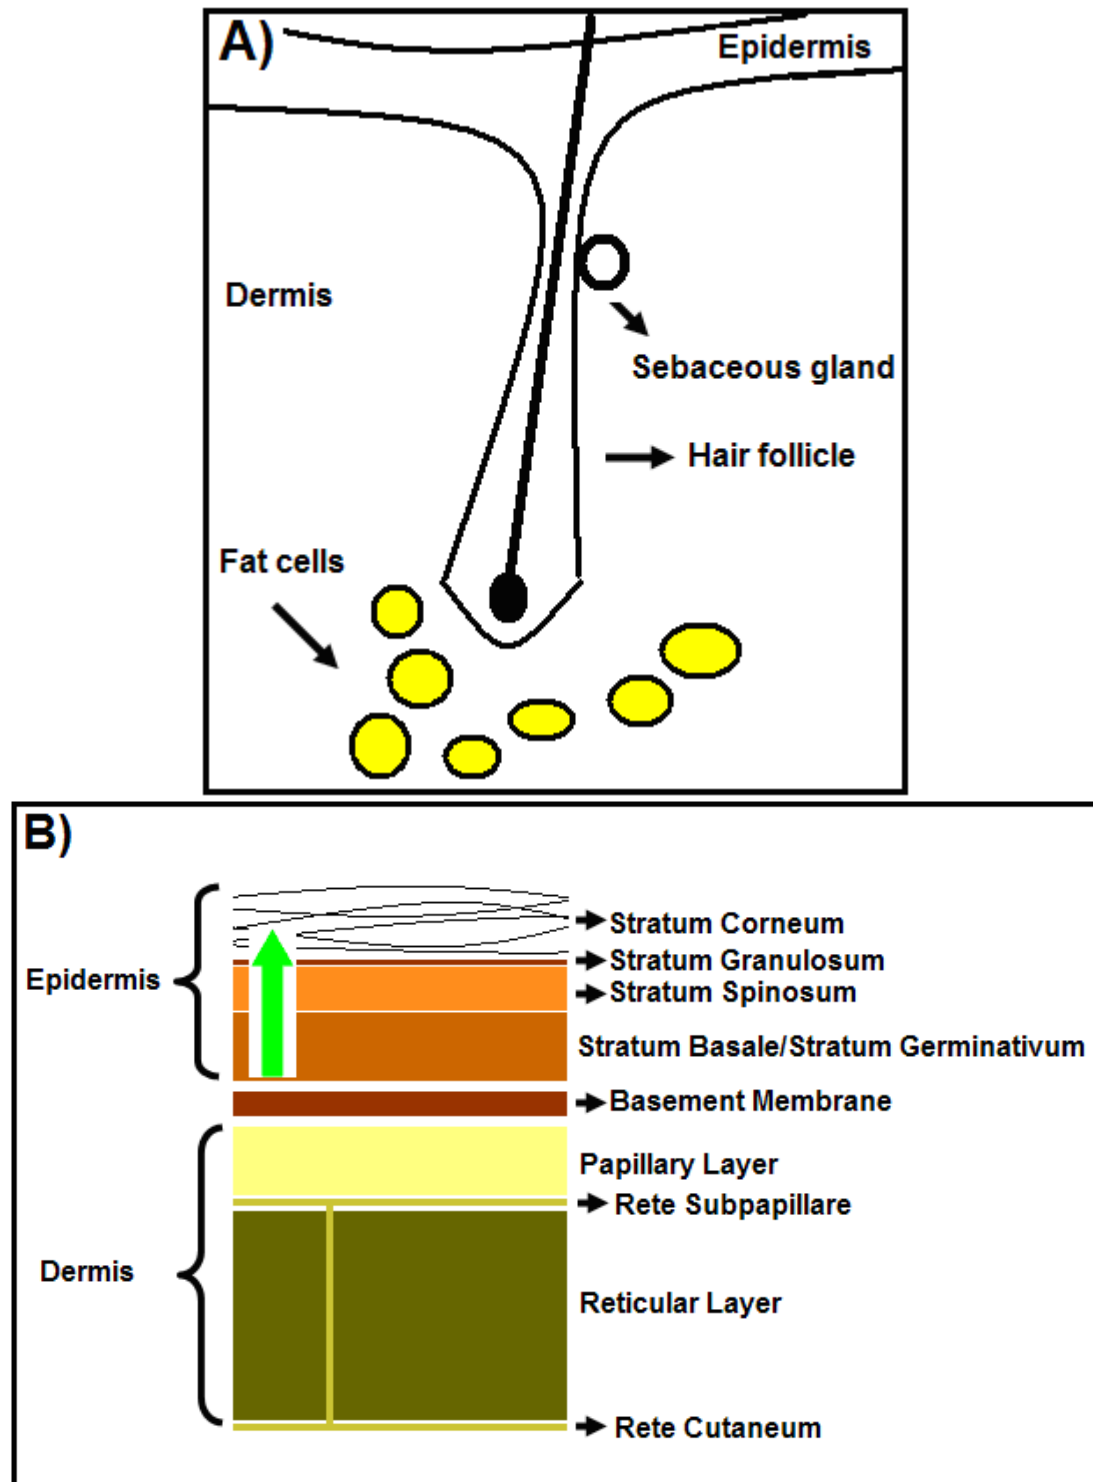 A)
Epidermis
Dermis
Sebaceous gland
Hair follicle
Fat cells
B)
Stratum Corneum
Stratum Granulosum
Epidermis
Stratum Spinosum
Stratum Basale/Stratum Germinativum
Basement Membrane
Papillary Layer
Rete Subpapillare
Dermis
Reticular Layer
Rete Cutaneum